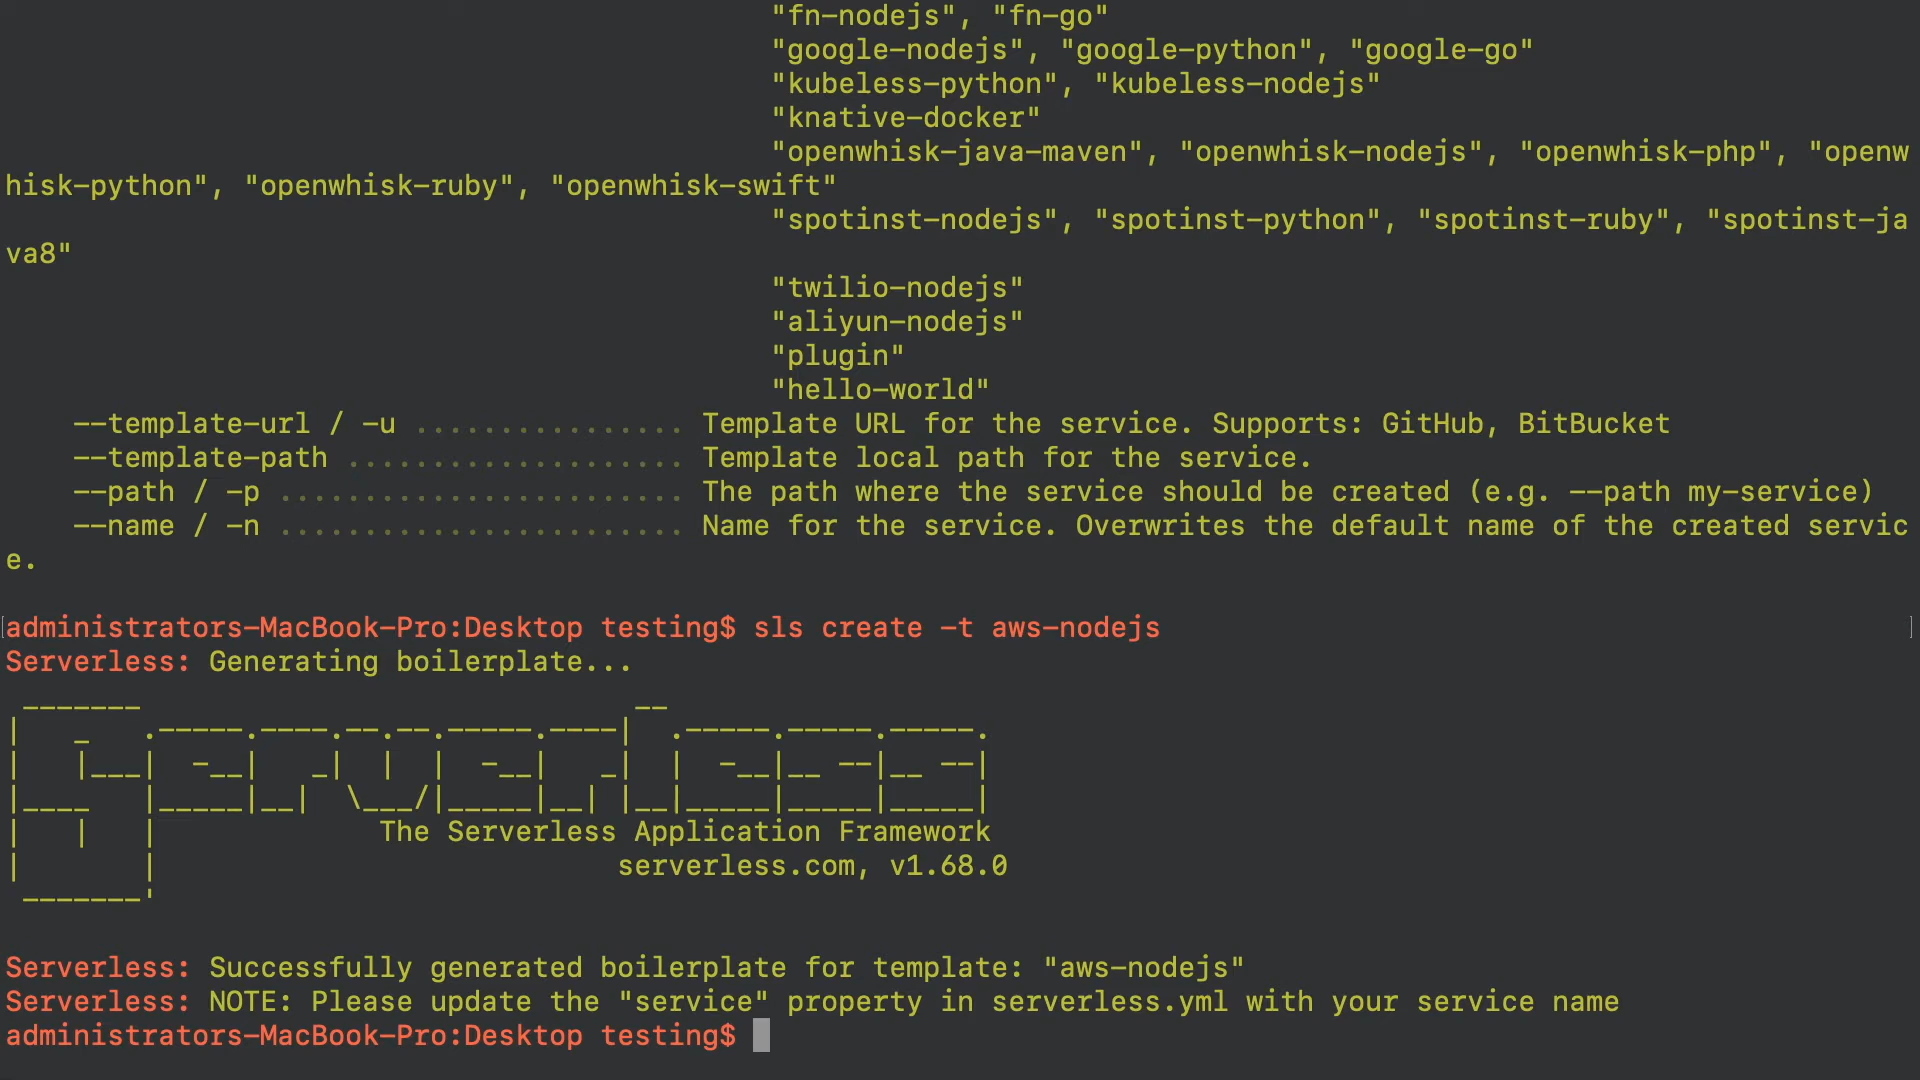 "fn-nodejs", "fn-go"
"google-nodejs", "google-python", "google-go"
"kubeless-python", "kubeless-nodejs"
"knative-docker"
"openwhisk-java-maven", "openwhisk-nodejs", "openwhisk-php", "openw
hisk-python", "openwhisk-ruby", "openwhisk-swift"
"spotinst-nodejs", "spotinst-python", "spotinst-ruby", "spotinst-ja
va8"
"twilio-nodejs"
"aliyun-nodejs"
"plugin"
"hello-world"
--template-url / -u ................ Template URL for the service. Supports: GitHub, BitBucket
--template-path .................... Template local path for the service.
--path / -p ........................ The path where the service should be created (e.g. --path my-service)
--name / -n ........................ Name for the service. Overwrites the default name of the created servic
e.
[administrators-MacBook-Pro:Desktop testing$ sls create -t aws-nodejs ]
Serverless: Generating boilerplate...
Serverless
The Serverless Application Framework
serverless.com, v1.68.0
Serverless: Successfully generated boilerplate for template: "aws-nodejs"
Serverless: NOTE: Please update the "service" property in serverless.yml with your service name
administrators-MacBook-Pro:Desktop testing$